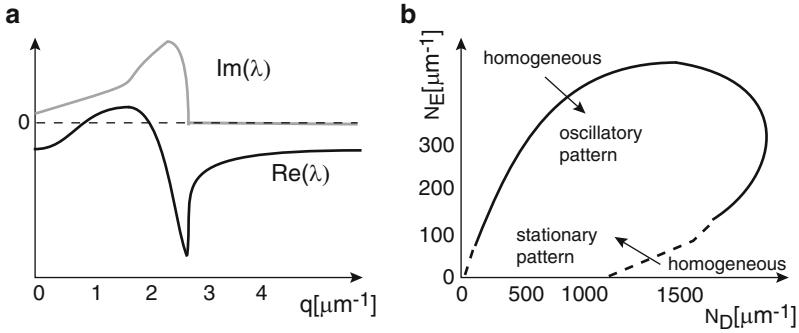 a
Im(λ)
0
Re(λ)
0 1 2 3 4 q[μm-1]
b
NE[μm-1]
homogeneous
oscillatory
pattern
300
200
100
0
stationary
pattern
homogeneous
0 500 1000 1500
ND[μm-1]